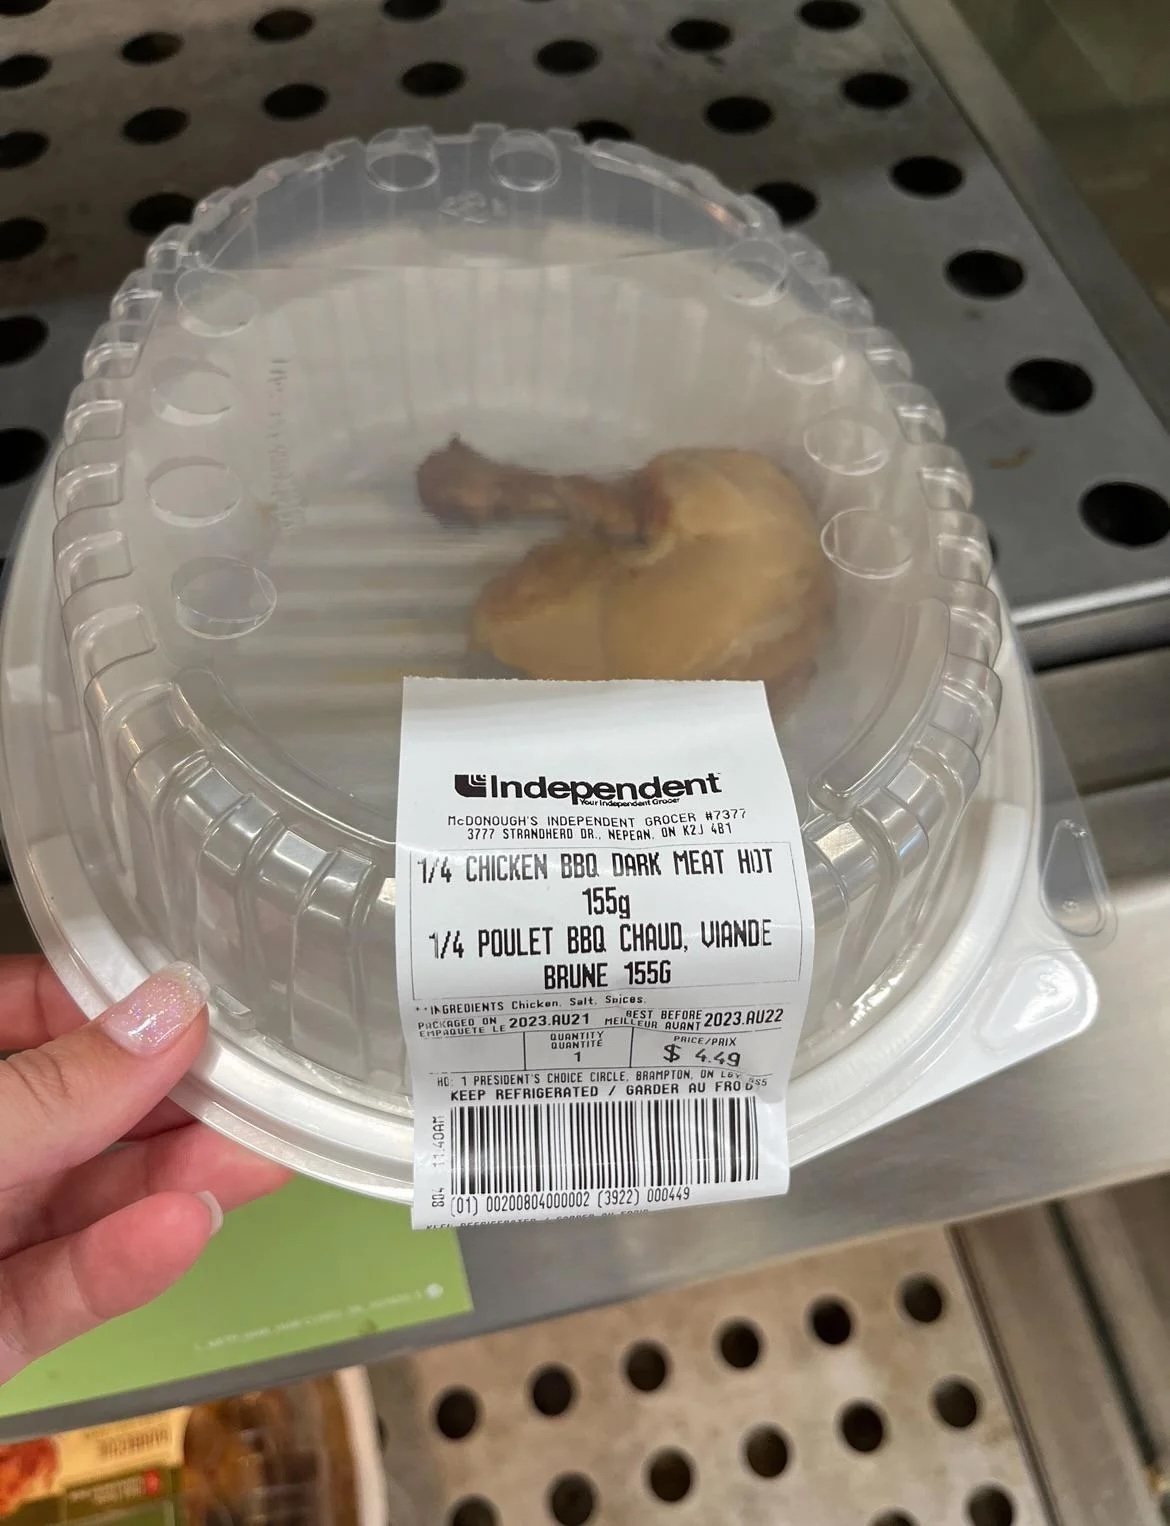 Independent
Your Independent Grocer
McDONOUGH'S INDEPENDENT GROCER #7377
3777 STRANDHERD DR., NEPEAN, ON K2J 4B1
1/4 CHICKEN BBQ DARK MEAT HOT
155g
1/4 POULET BBQ CHAUD, VIANDE
BRUNE 155G
**INGREDIENTS Chicken, Salt, Spices.
PACKAGED ON EMPAQUETE LE 2023.AU21 BEST BEFORE MEILLEUR AVANT 2023.AU22
QUANTITY
QUANTITE
1
PRICE/PRIX
$ 4.49
HO: 1 PRESIDENT'S CHOICE CIRCLE, BRAMPTON, ON L6Y 5S5
KEEP REFRIGERATED / GARDER AU FROID
804 11:40AM
(01) 00200804000002 (3922) 000449